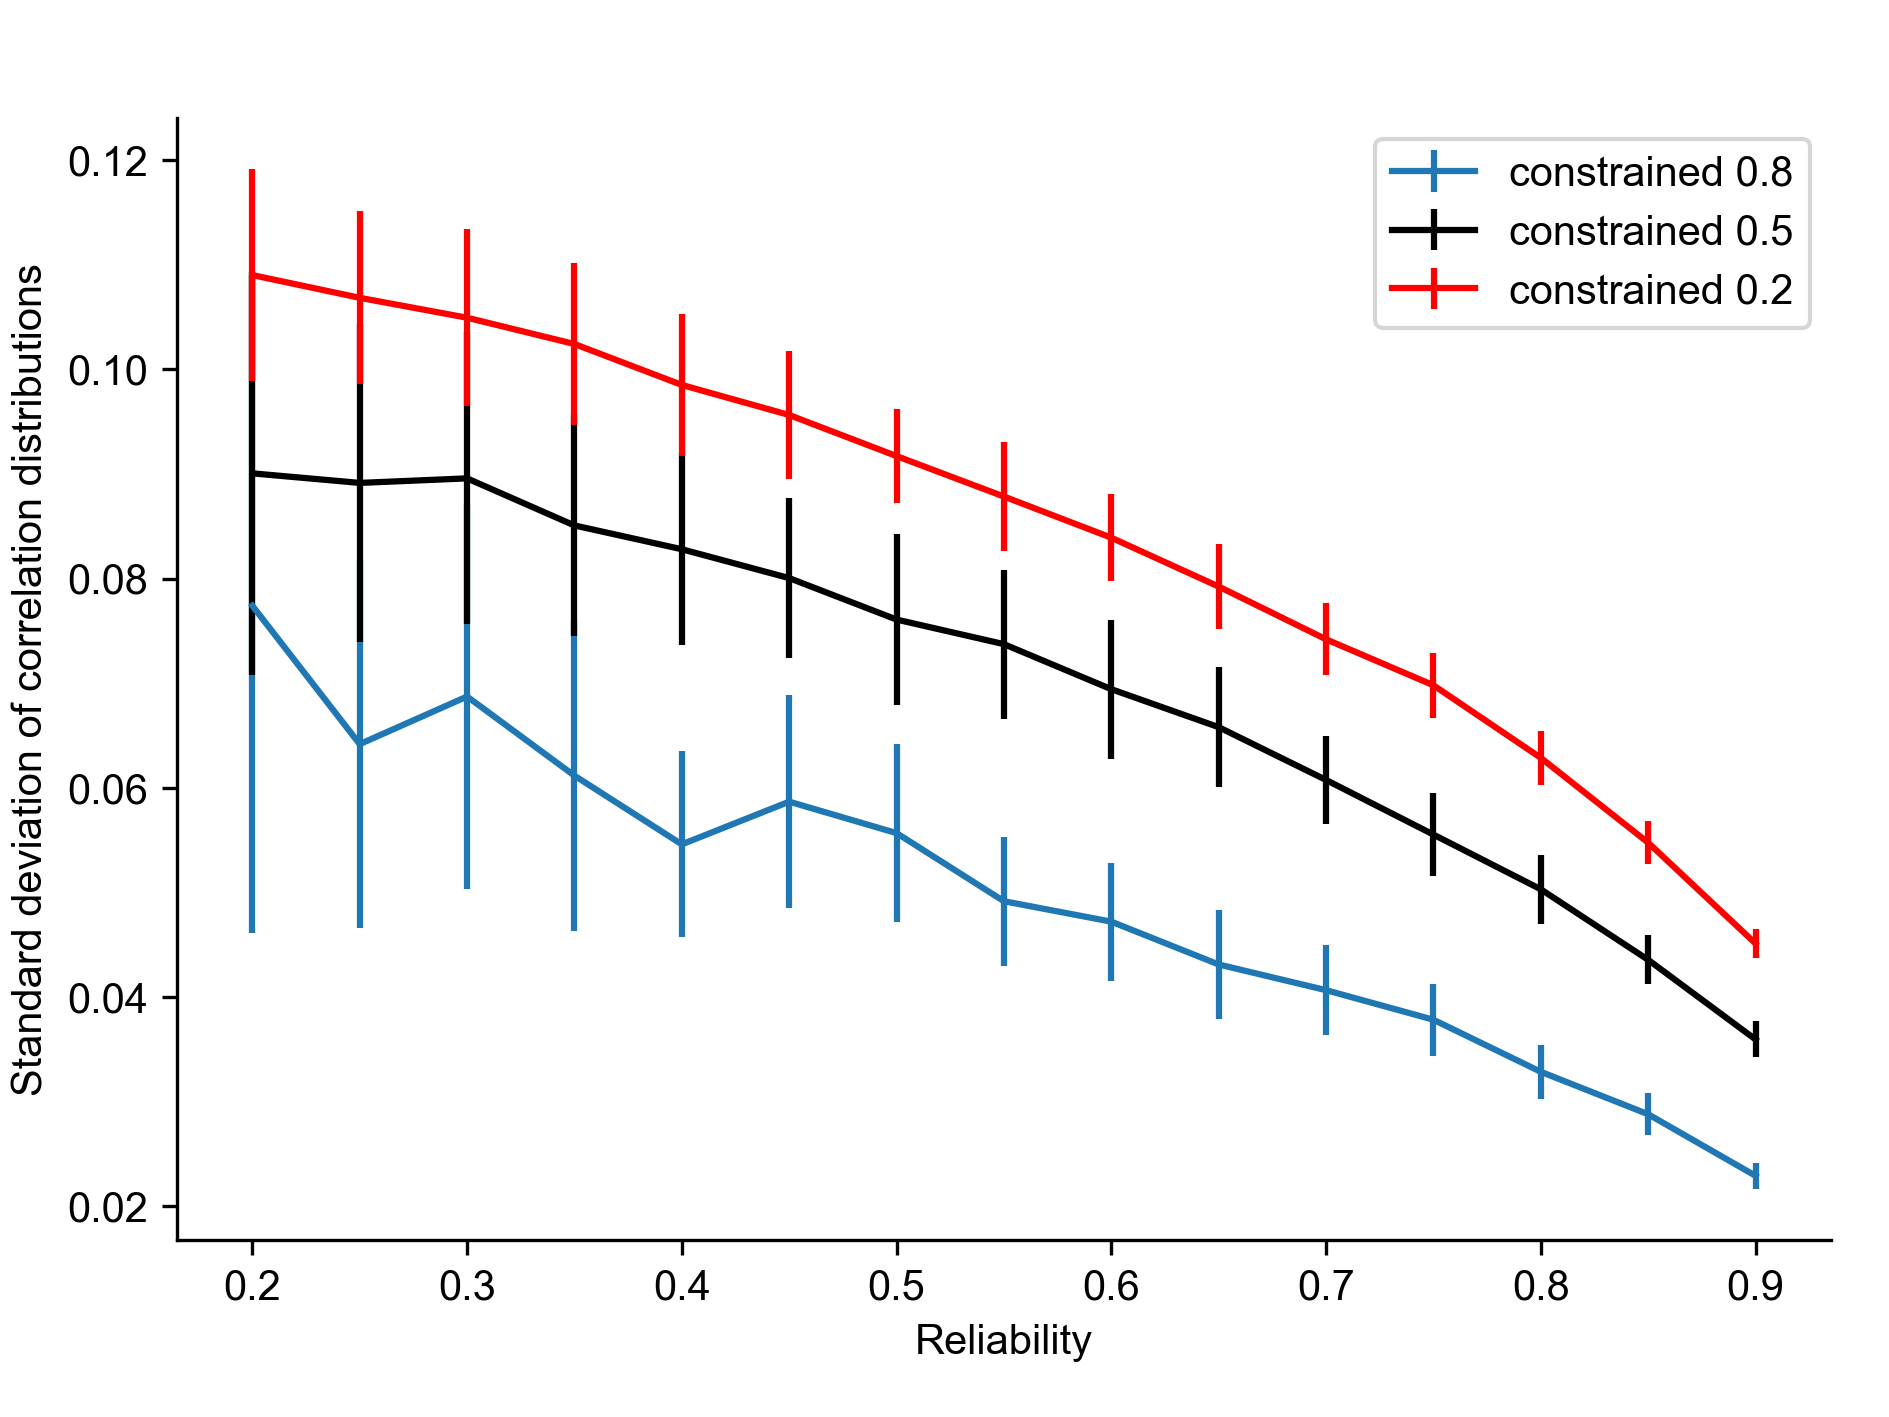 constrained 0.8
constrained 0.5
constrained 0.2
Standard deviation of correlation distributions
0.12
0.10
0.08
0.06
0.04
0.02
0.2 0.3 0.4 0.5 0.6 0.7 0.8 0.9
Reliability